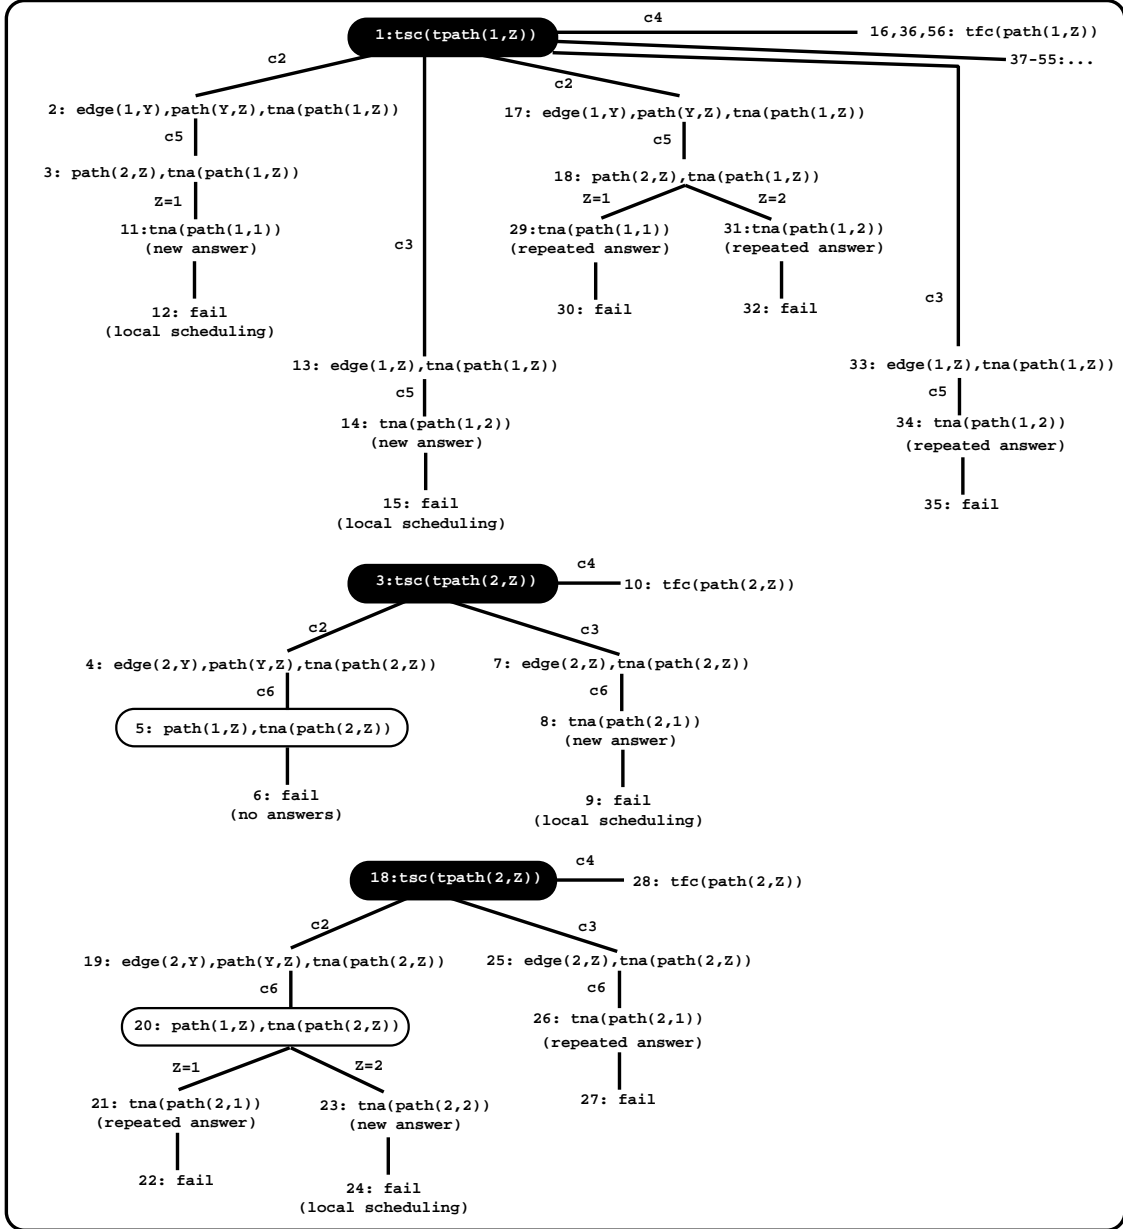 c4
1:tsc(tpath(1,Z))
16,36,56: tfc(path(1,Z))
37-55:...
c2
c2
2: edge(1,Y),path(Y,Z),tna(path(1,Z))
17: edge(1,Y),path(Y,Z),tna(path(1,Z))
c5
c5
3: path(2,Z),tna(path(1,Z))
18: path(2,Z),tna(path(1,Z))
Z=1
Z=1
Z=2
11:tna(path(1,1))
(new answer)
29:tna(path(1,1))
(repeated answer)
31:tna(path(1,2))
(repeated answer)
c3
c3
12: fail
(local scheduling)
30: fail
32: fail
13: edge(1,Z),tna(path(1,Z))
33: edge(1,Z),tna(path(1,Z))
c5
c5
14: tna(path(1,2))
(new answer)
34: tna(path(1,2))
(repeated answer)
15: fail
(local scheduling)
35: fail
c4
3:tsc(tpath(2,Z))
10: tfc(path(2,Z))
c2
c3
4: edge(2,Y),path(Y,Z),tna(path(2,Z))
7: edge(2,Z),tna(path(2,Z))
c6
c6
5: path(1,Z),tna(path(2,Z))
8: tna(path(2,1))
(new answer)
6: fail
(no answers)
9: fail
(local scheduling)
c4
18:tsc(tpath(2,Z))
28: tfc(path(2,Z))
c2
c3
19: edge(2,Y),path(Y,Z),tna(path(2,Z))
25: edge(2,Z),tna(path(2,Z))
c6
c6
20: path(1,Z),tna(path(2,Z))
26: tna(path(2,1))
(repeated answer)
Z=1
Z=2
21: tna(path(2,1))
(repeated answer)
23: tna(path(2,2))
(new answer)
27: fail
22: fail
24: fail
(local scheduling)